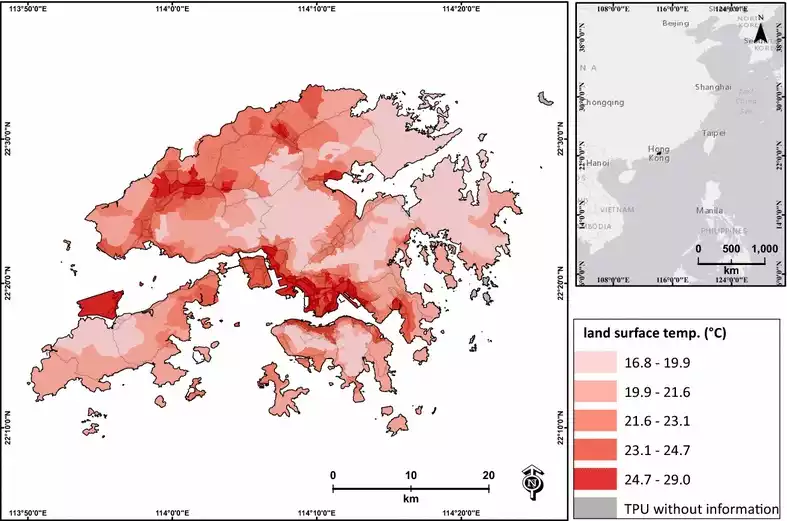 113°50'0"E
114°0'0"E
114°10'0"E
114°20'0"E
22°30'0"N
22°20'0"N
22°10'0"N
22°30'0"N
22°20'0"N
22°10'0"N
113°50'0"E
114°0'0"E
114°10'0"E
114°20'0"E
0 10 20
km
N
108°0'0"E
116°0'0"E
124°0'0"E
N
Beijing
NORT
KOREA
Seoul
KOREA
N A
Shanghai
hongqing
Taipei
Hong
Kong
Hanoi
VIETNAM
MBODIA
Manila
PHILIPPINES
0 500 1,000
km
108°0'0"E
116°0'0"E
124°0'0"E
land surface temp. (°C)
16.8 - 19.9
19.9 - 21.6
21.6 - 23.1
23.1 - 24.7
24.7 - 29.0
TPU without information